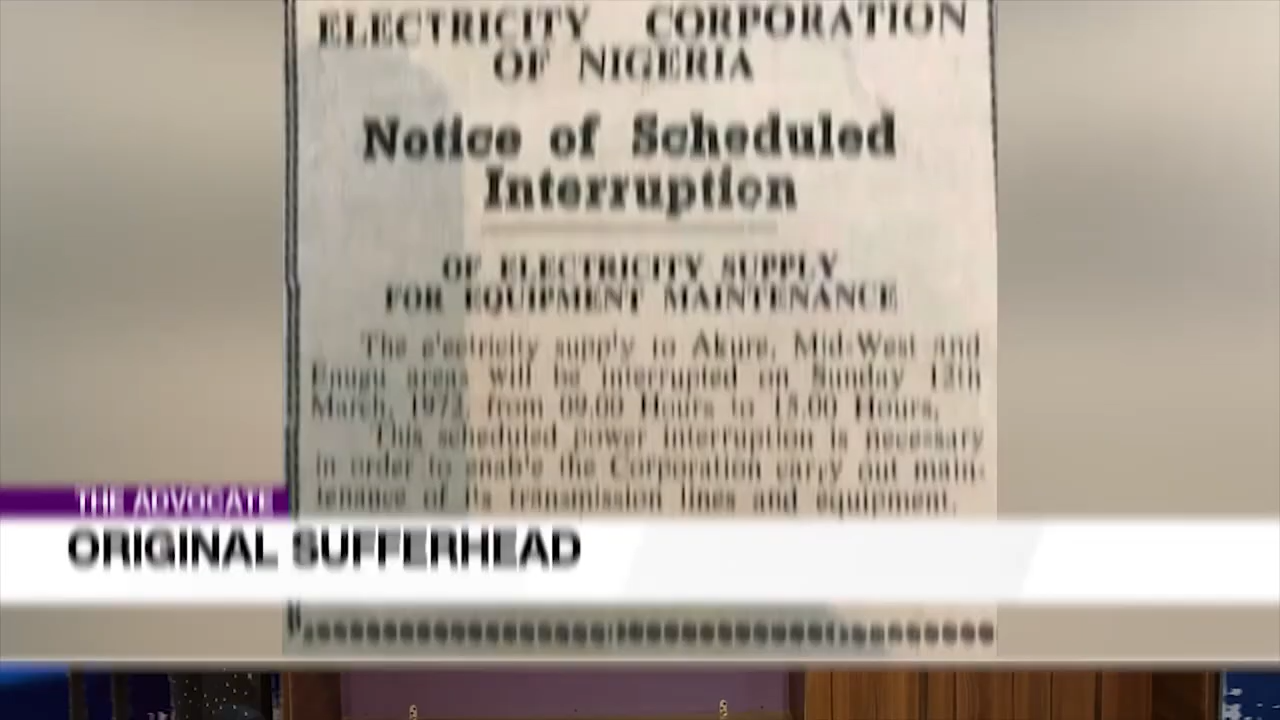 ELECTRICITY CORPORATION
OF NIGERIA
Notice of Scheduled
Interruption
OF ELECTRICITY SUPPLY
FOR EQUIPMENT MAINTENANCE
The electricity supply to Akure, Mid-West and
Enugu areas will be interrupted on Sunday 12th
March, 1972, from 09.00 Hours to 15.00 Hours.
This scheduled power interruption is necessary
in order to enable the Corporation carry out main-
tenance of its transmission lines and equipment.
THE ADVOCATE
ORIGINAL SUFFERHEAD